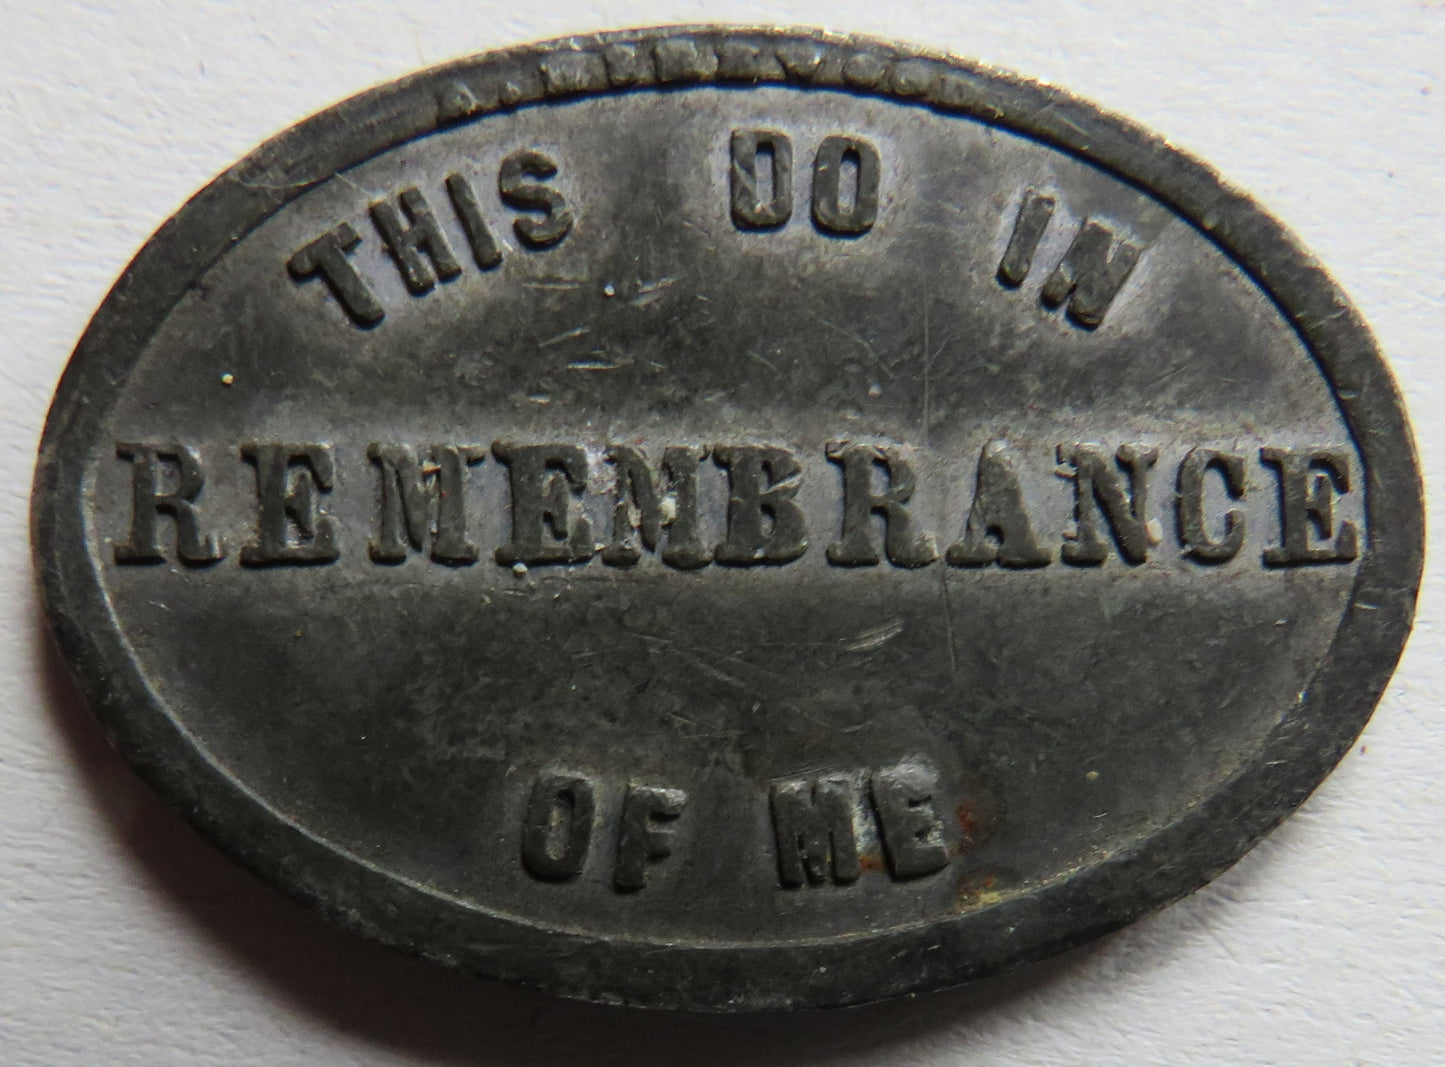 THIS DO IN
REMEMBRANCE
OF ME